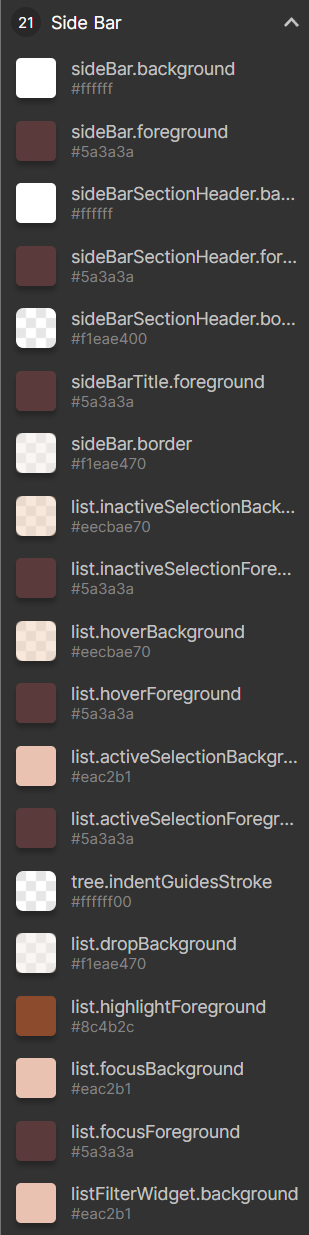 21 Side Bar
sideBar.background
#ffffff
sideBar.foreground
#5a3a3a
sideBarSectionHeader.ba...
#ffffff
sideBarSectionHeader.for...
#5a3a3a
sideBarSectionHeader.bo...
#f1eae400
sideBarTitle.foreground
#5a3a3a
sideBar.border
#f1eae470
list.inactiveSelectionBack...
#eecbae70
list.inactiveSelectionFore...
#5a3a3a
list.hoverBackground
#eecbae70
list.hoverForeground
#5a3a3a
list.activeSelectionBackgr...
#eac2b1
list.activeSelectionForegr...
#5a3a3a
tree.indentGuidesStroke
#ffffff00
list.dropBackground
#f1eae470
list.highlightForeground
#8c4b2c
list.focusBackground
#eac2b1
list.focusForeground
#5a3a3a
listFilterWidget.background
#eac2b1